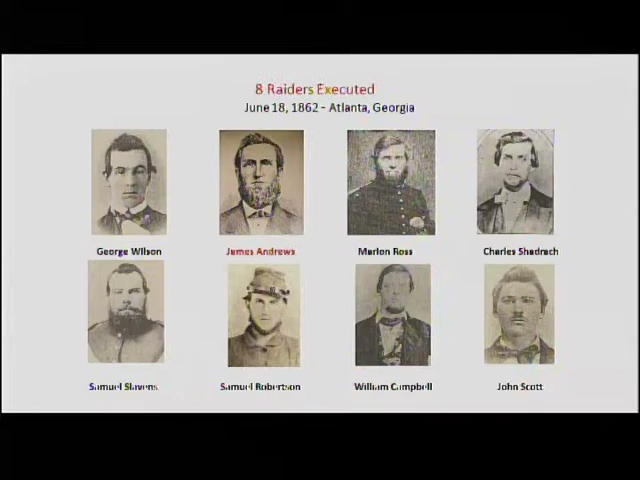 8 Raiders Executed
June 18, 1862 - Atlanta, Georgia
George Wilson James Andrews Marion Ross Charles Shadrach
Samuel Slavens Samuel Robertson William Campbell John Scott